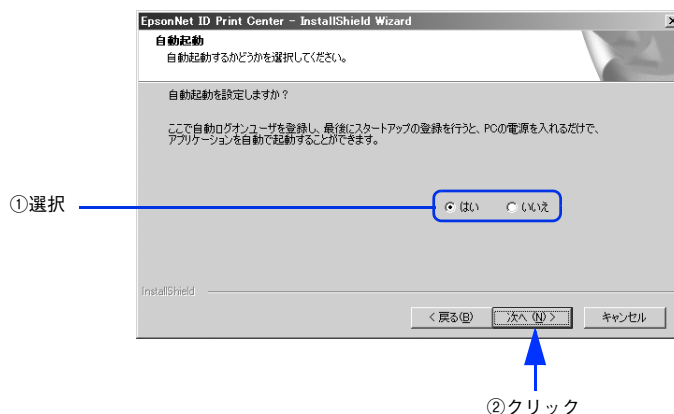 EpsonNet ID Print Center - InstallShield Wizard
自動起動
自動起動するかどうかを選択してください。
自動起動を設定しますか？
ここで自動ログオンユーザを登録し、最後にスタートアップの登録を行うと、PCの電源を入れるだけで、
アプリケーションを自動で起動することができます。
①選択
はい いいえ
InstallShield
< 戻る(B) 次へ (N) > キャンセル
②クリック